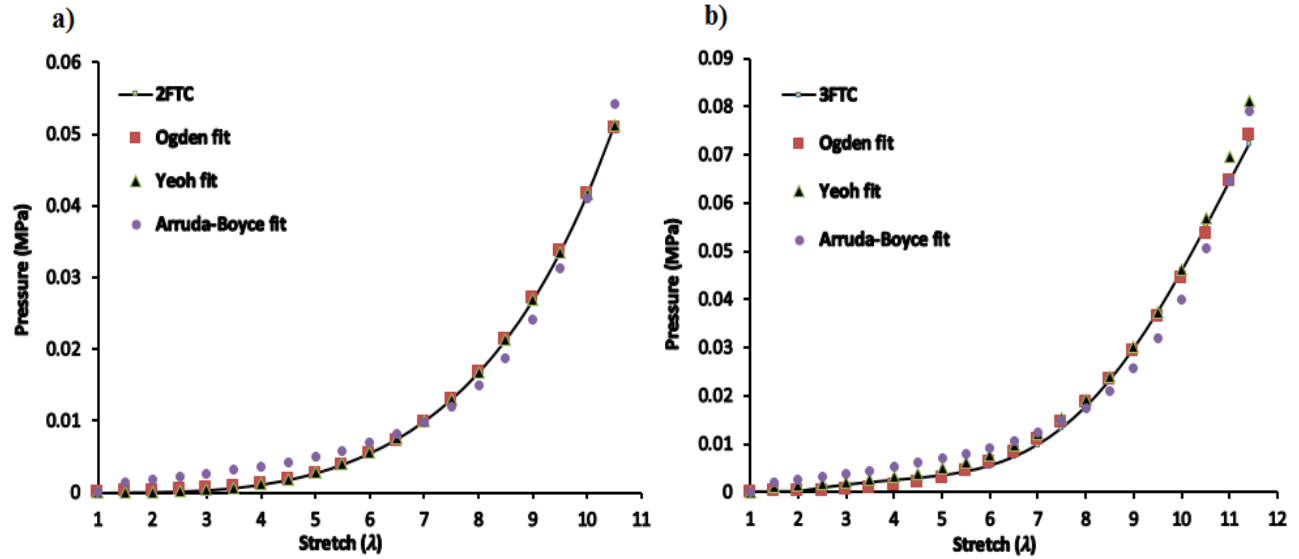 a)
0.06
0.05
0.04
0.03
0.02
0.01
0
Pressure (MPa)
2FTC
Ogden fit
Yeoh fit
Arruda-Boyce fit
1 2 3 4 5 6 7 8 9 10 11
Stretch (λ)
b)
0.09
0.08
0.07
0.06
0.05
0.04
0.03
0.02
0.01
0
Pressure (MPa)
3FTC
Ogden fit
Yeoh fit
Arruda-Boyce fit
1 2 3 4 5 6 7 8 9 10 11 12
Stretch (λ)